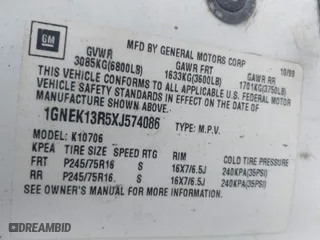 GM
MFD BY GENERAL MOTORS CORP 10/98
GVWR GAWR FRT GAWR RR
3085KG(6800LB) 1633KG(3600LB) 1701KG(3750LB)
THIS VEHICLE CONFORMS TO ALL APPLICABLE U.S. FEDERAL MOTOR
VEHICLE SAFETY STANDARDS IN EFFECT ON THE DATE OF
MANUFACTURE SHOWN ABOVE.
1GNEK13R5XJ574086 TYPE: M.P.V.
MODEL: K10706
KPEA TIRE SIZE SPEED RTG RIM COLD TIRE PRESSURE
FRT P245/75R16. S 16X7/6.5J 240KPA(35PSI)
RR P245/75R16. S 16X7/6.5J 240KPA(35PSI)
SEE OWNER'S MANUAL FOR ADDITIONAL INFORMATION.